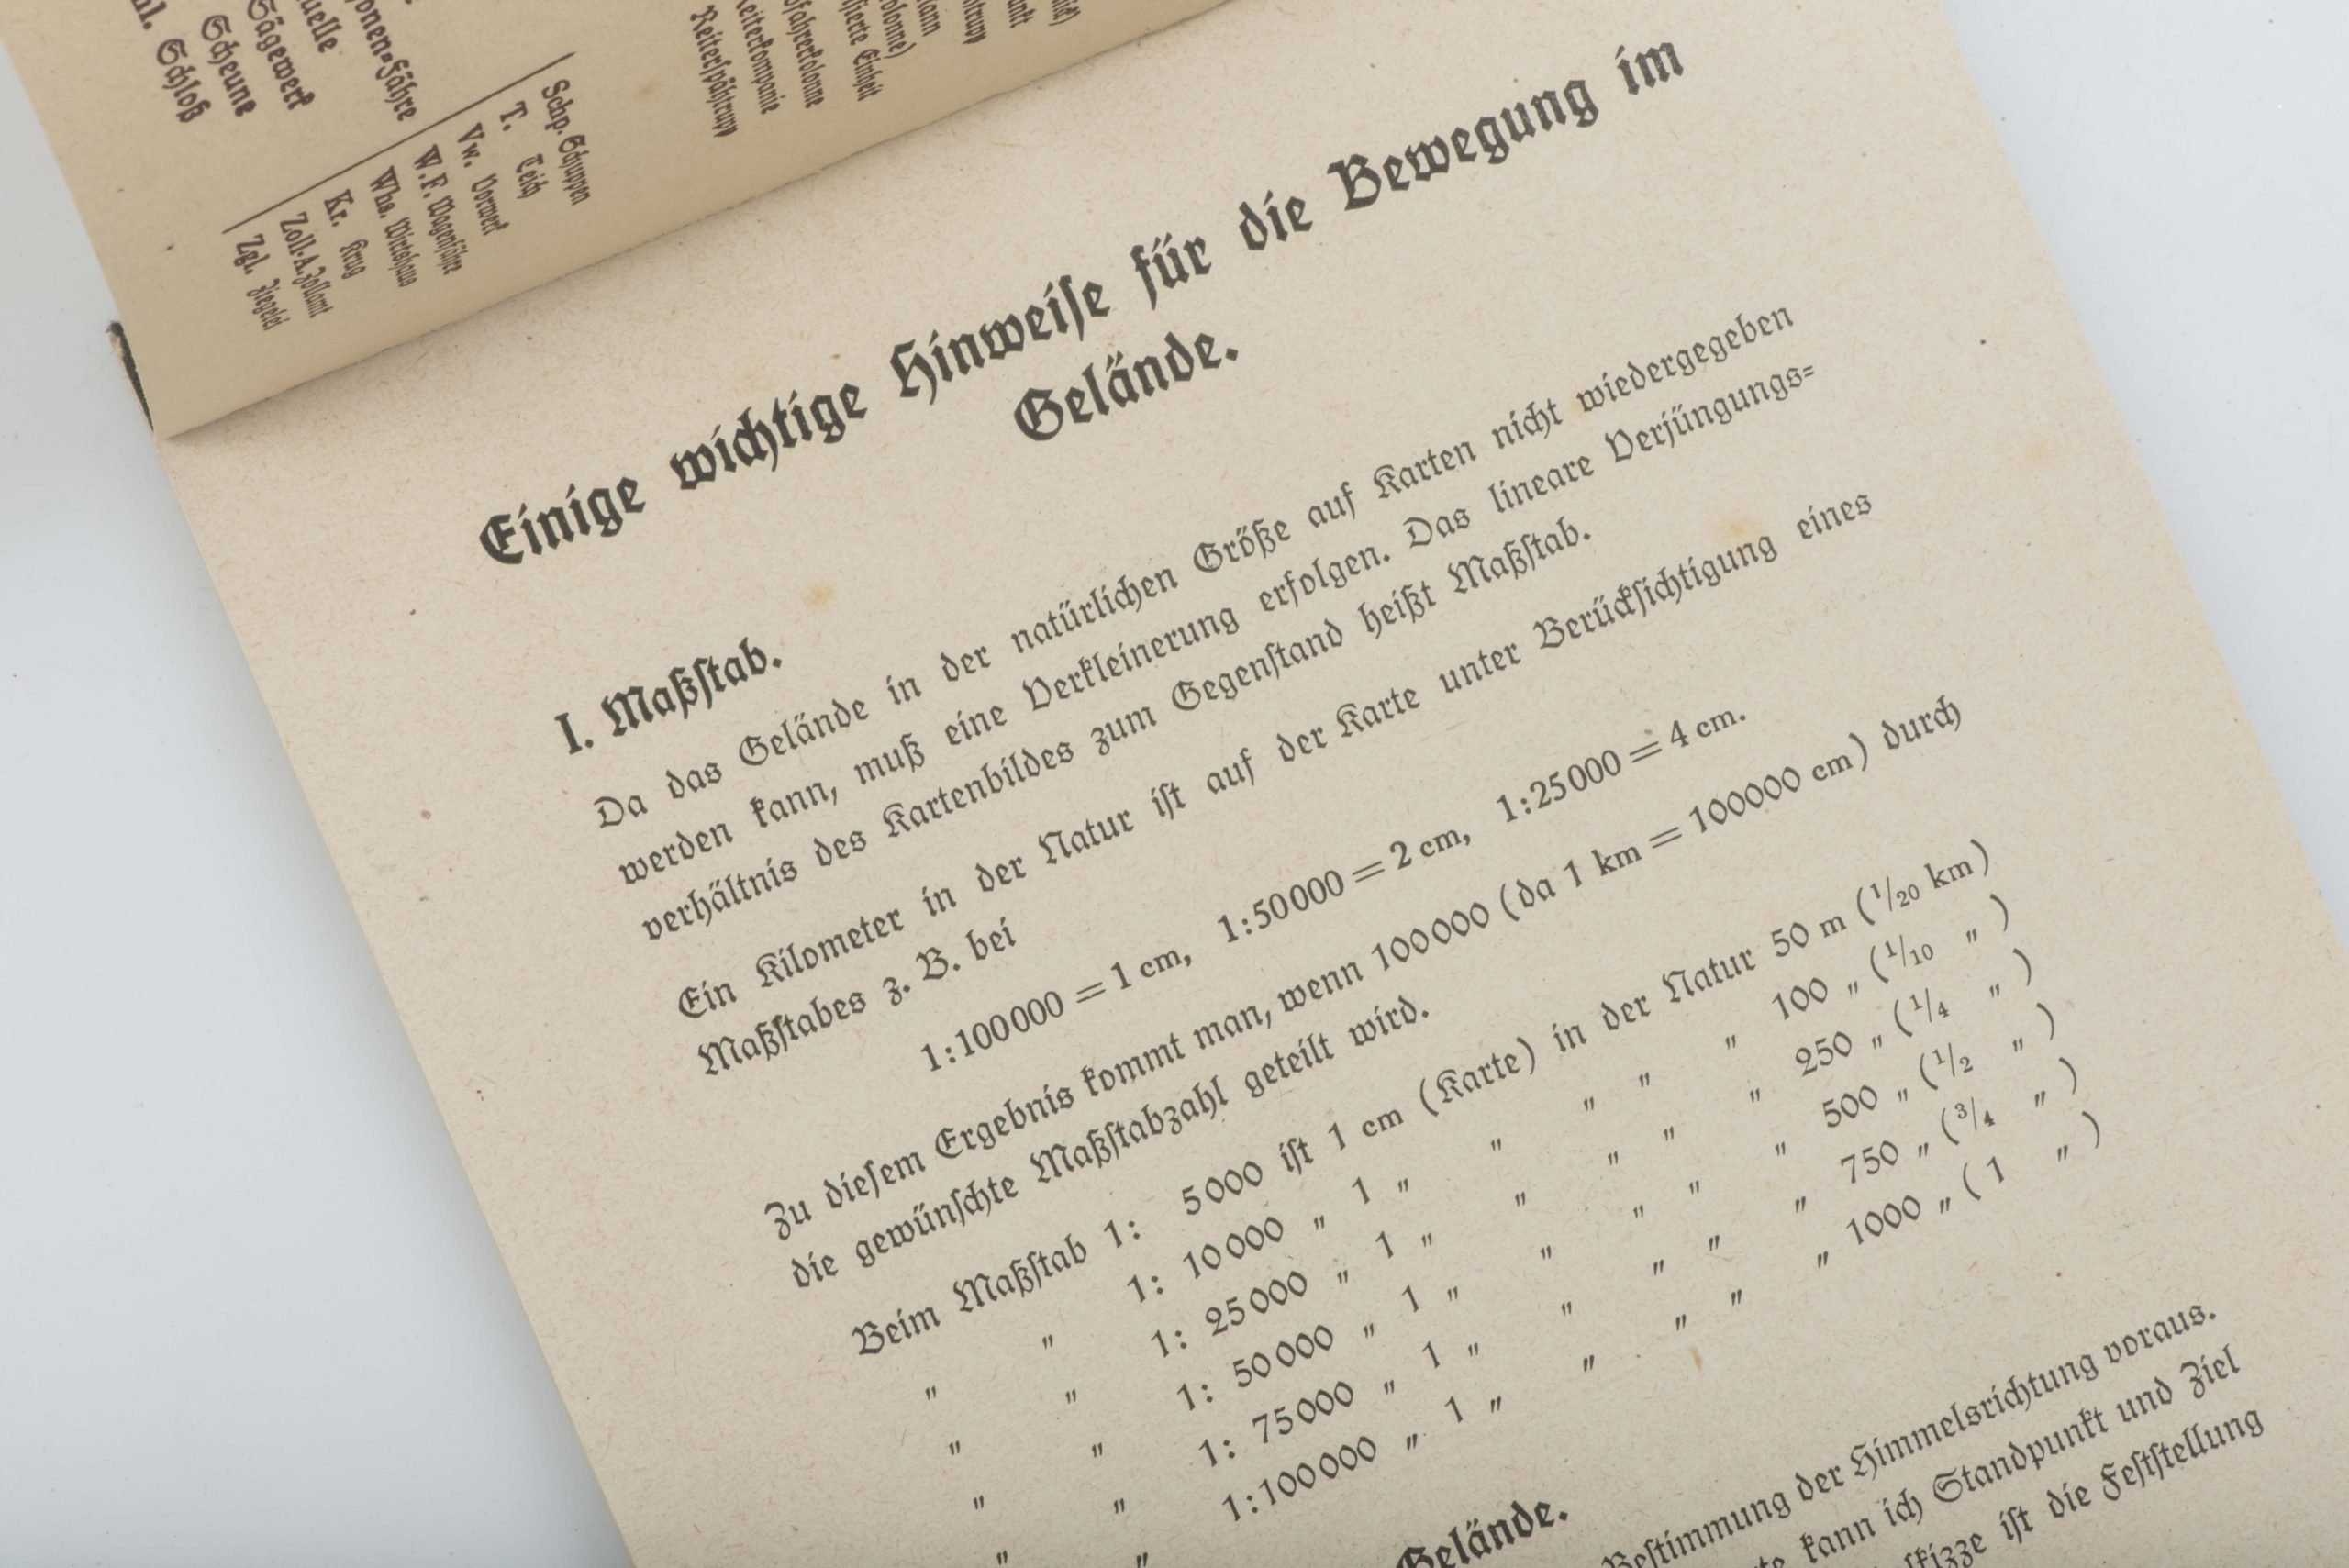 Schloß
Scheune
Sägewerk
Schp. Schuppen
T. Teich
Vw. Vorwerk
W.F. Wagenfähre
Whs. Wirtshaus
Kr. Krug
Zoll-A. Zollamt
Zgl. Ziegelei
Reiterkompanie
Reiterspähtrupp
Einige wichtige Hinweiſe für die Bewegung im
Gelände.
I. Maßſtab.
Da das Gelände in der natürlichen Größe auf Karten nicht wiedergegeben
werden kann, muß eine Verkleinerung erfolgen. Das lineare Verjüngungs=
verhältnis des Kartenbildes zum Gegenſtand heißt Maßſtab.
Ein Kilometer in der Natur iſt auf der Karte unter Berückſichtigung eines
Maßſtabes z. B. bei
1:100000 = 1 cm, 1:50000 = 2 cm, 1:25000 = 4 cm.
Zu dieſem Ergebnis kommt man, wenn 100000 (da 1 km = 100000 cm) durch
die gewünſchte Maßſtabzahl geteilt wird.
Beim Maßſtab 1: 5000 iſt 1 cm (Karte) in der Natur 50 m (1/20 km)
" " 1: 10000 " 1 " " " " " 100 " (1/10 " )
" " 1: 25000 " 1 " " " " " 250 " (1/4 " )
" " 1: 50000 " 1 " " " " " 500 " (1/2 " )
" " 1: 75000 " 1 " " " " " 750 " (3/4 " )
" " 1:100000 " 1 " " " " " 1000 " ( 1 " )
Gelände.
Beſtimmung der Himmelsrichtung voraus.
kann ich Standpunkt und Ziel
iſt die Feſtſtellung